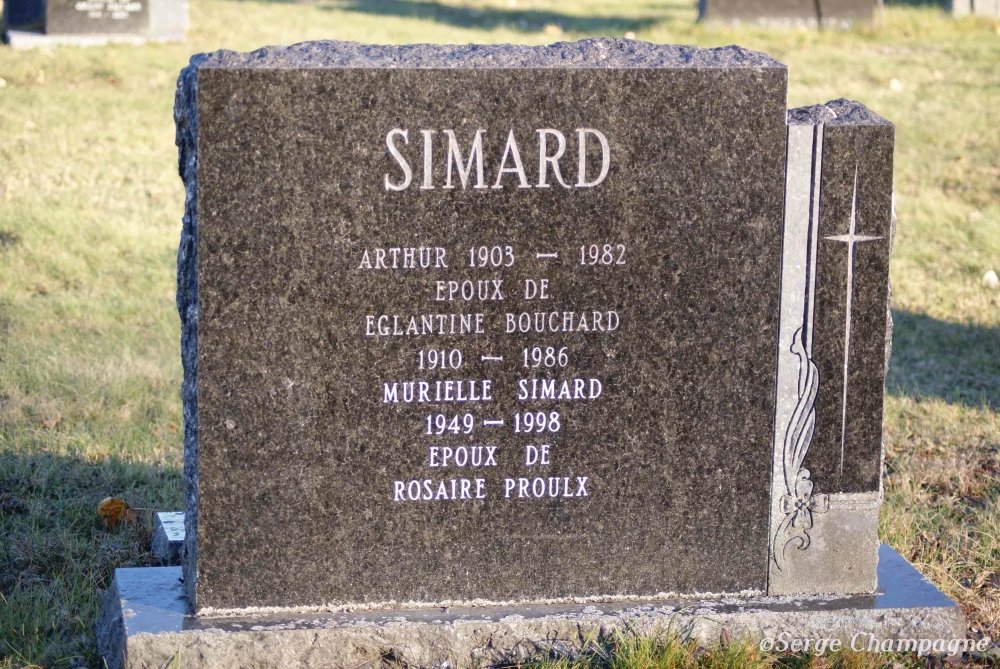 SIMARD
ARTHUR 1903 — 1982
EPOUX DE
EGLANTINE BOUCHARD
1910 — 1986
MURIELLE SIMARD
1949 — 1998
EPOUX DE
ROSAIRE PROULX
©Serge Champagne